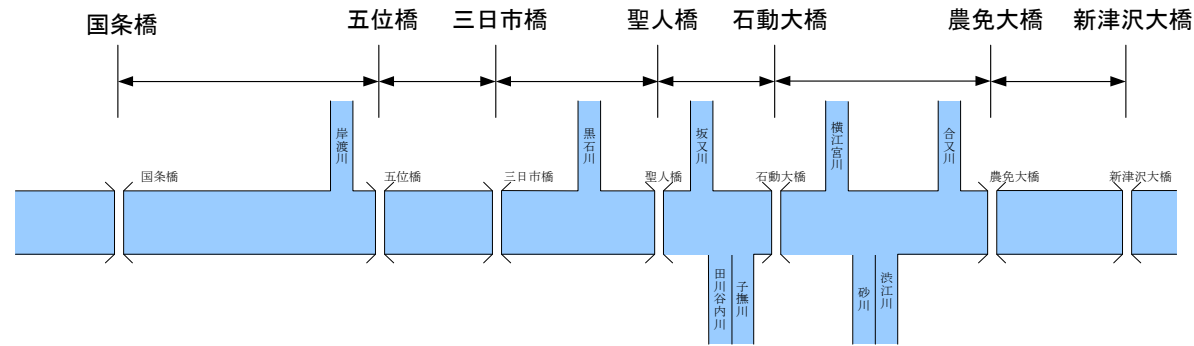 国条橋
五位橋
三日市橋
聖人橋
石動大橋
農免大橋
新津沢大橋
岸渡川
黒石川
坂又川
横江宮川
合又川
国条橋
五位橋
三日市橋
聖人橋
石動大橋
農免大橋
新津沢大橋
田川谷内川
子撫川
砂川
渋江川